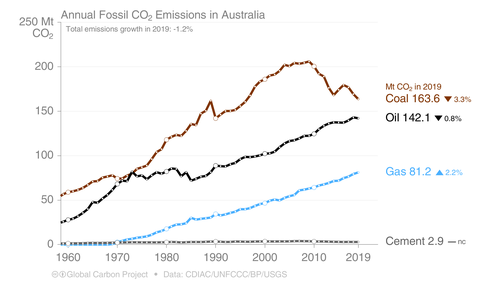 Annual Fossil CO₂ Emissions in Australia
250 Mt
CO₂
Total emissions growth in 2019: -1.2%
200
150
100
50
0
Mt CO₂ in 2019
Coal 163.6 ▼ 3.3%
Oil 142.1 ▼ 0.8%
Gas 81.2 ▲ 2.2%
Cement 2.9 — nc
1960 1970 1980 1990 2000 2010 2019
Global Carbon Project • Data: CDIAC/UNFCCC/BP/USGS